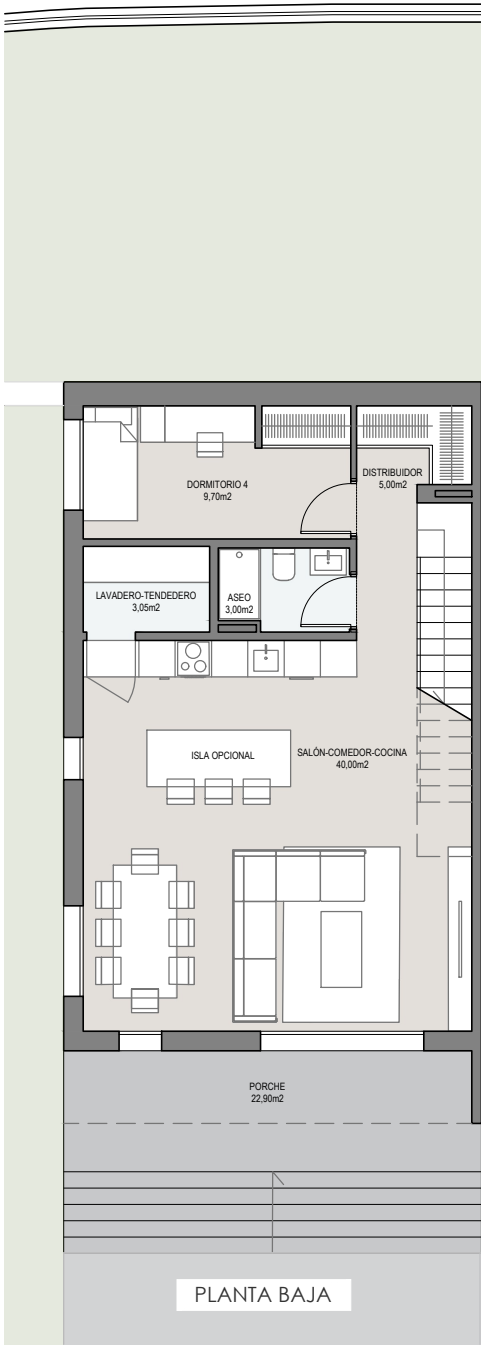 DORMITORIO 4
9,70m2
DISTRIBUIDOR
5,00m2
LAVADERO-TENDEDERO
3,05m2
ASEO
3,00m2
ISLA OPCIONAL
SALÓN-COMEDOR-COCINA
40,00m2
PORCHE
22,90m2
PLANTA BAJA